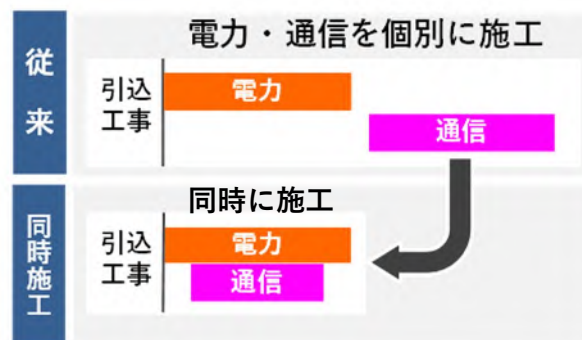 電力・通信を個別に施工
従来
引込
工事
電力
通信
同時に施工
同時施工
引込
工事
電力
通信